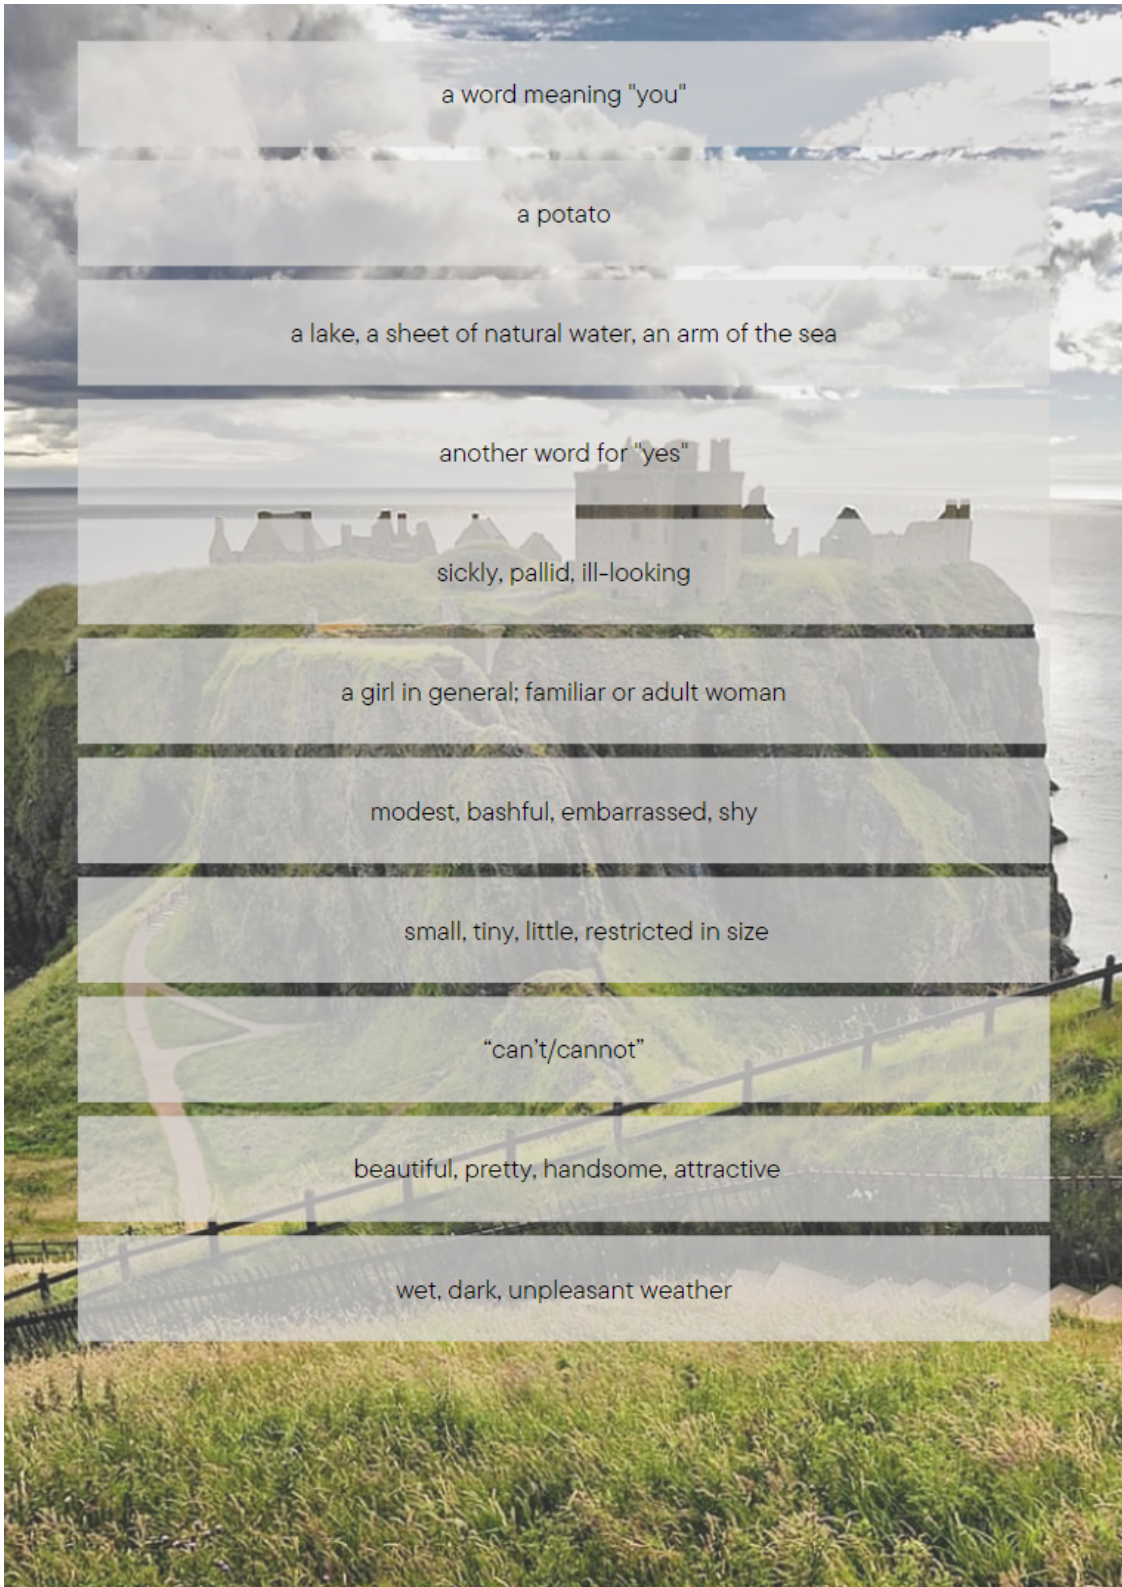 a word meaning "you"
a potato
a lake, a sheet of natural water, an arm of the sea
another word for "yes"
sickly, pallid, ill-looking
a girl in general; familiar or adult woman
modest, bashful, embarrassed, shy
small, tiny, little, restricted in size
“can’t/cannot”
beautiful, pretty, handsome, attractive
wet, dark, unpleasant weather